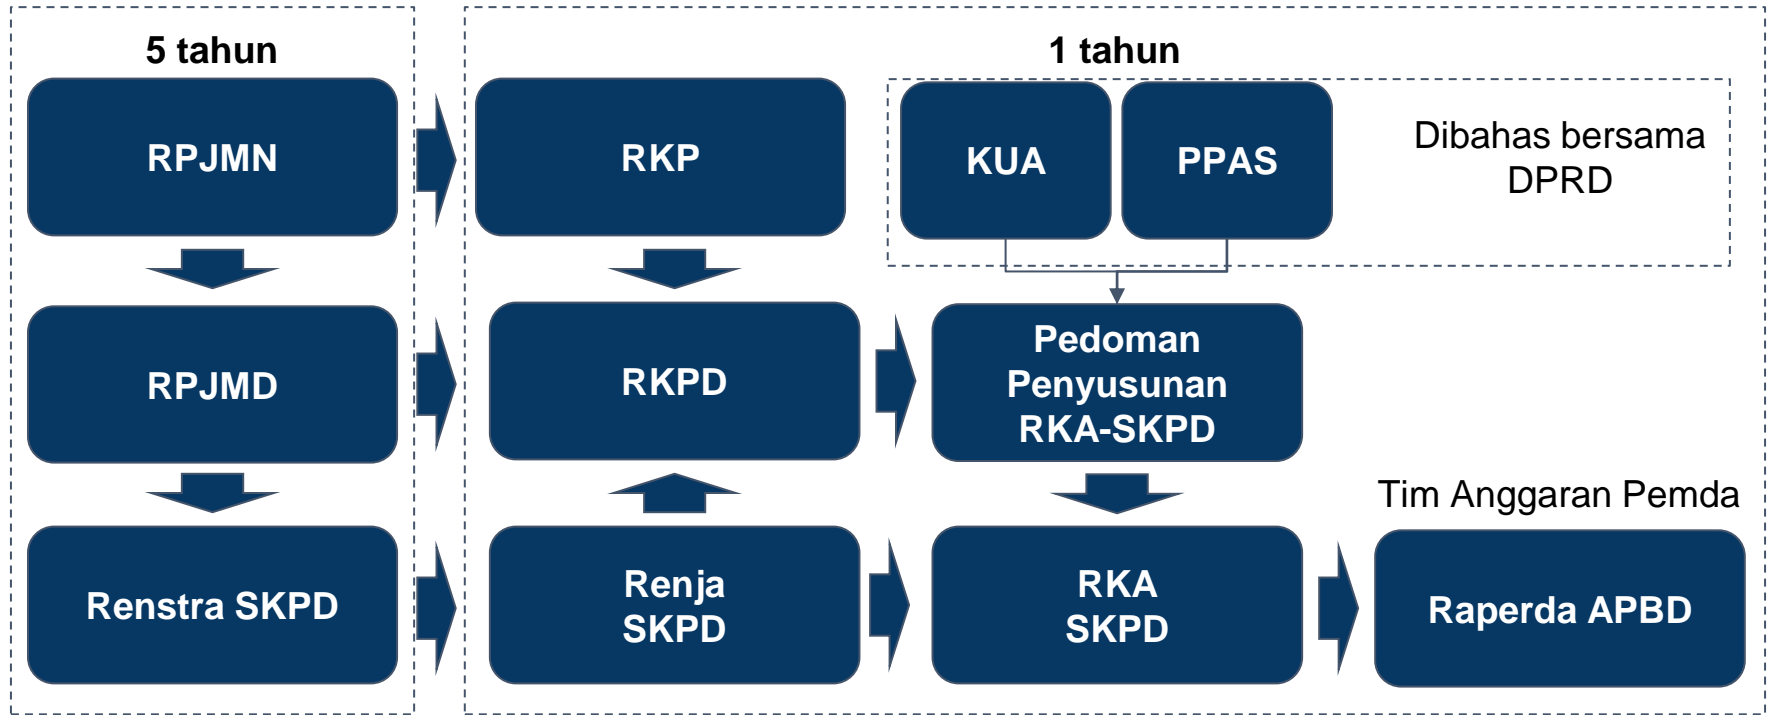 5 tahun
1 tahun
RPJMN
RKP
KUA
PPAS
Dibahas bersama
DPRD
RPJMD
RKPD
Pedoman
Penyusunan
RKA-SKPD
Tim Anggaran Pemda
Renstra SKPD
Renja
SKPD
RKA
SKPD
Raperda APBD